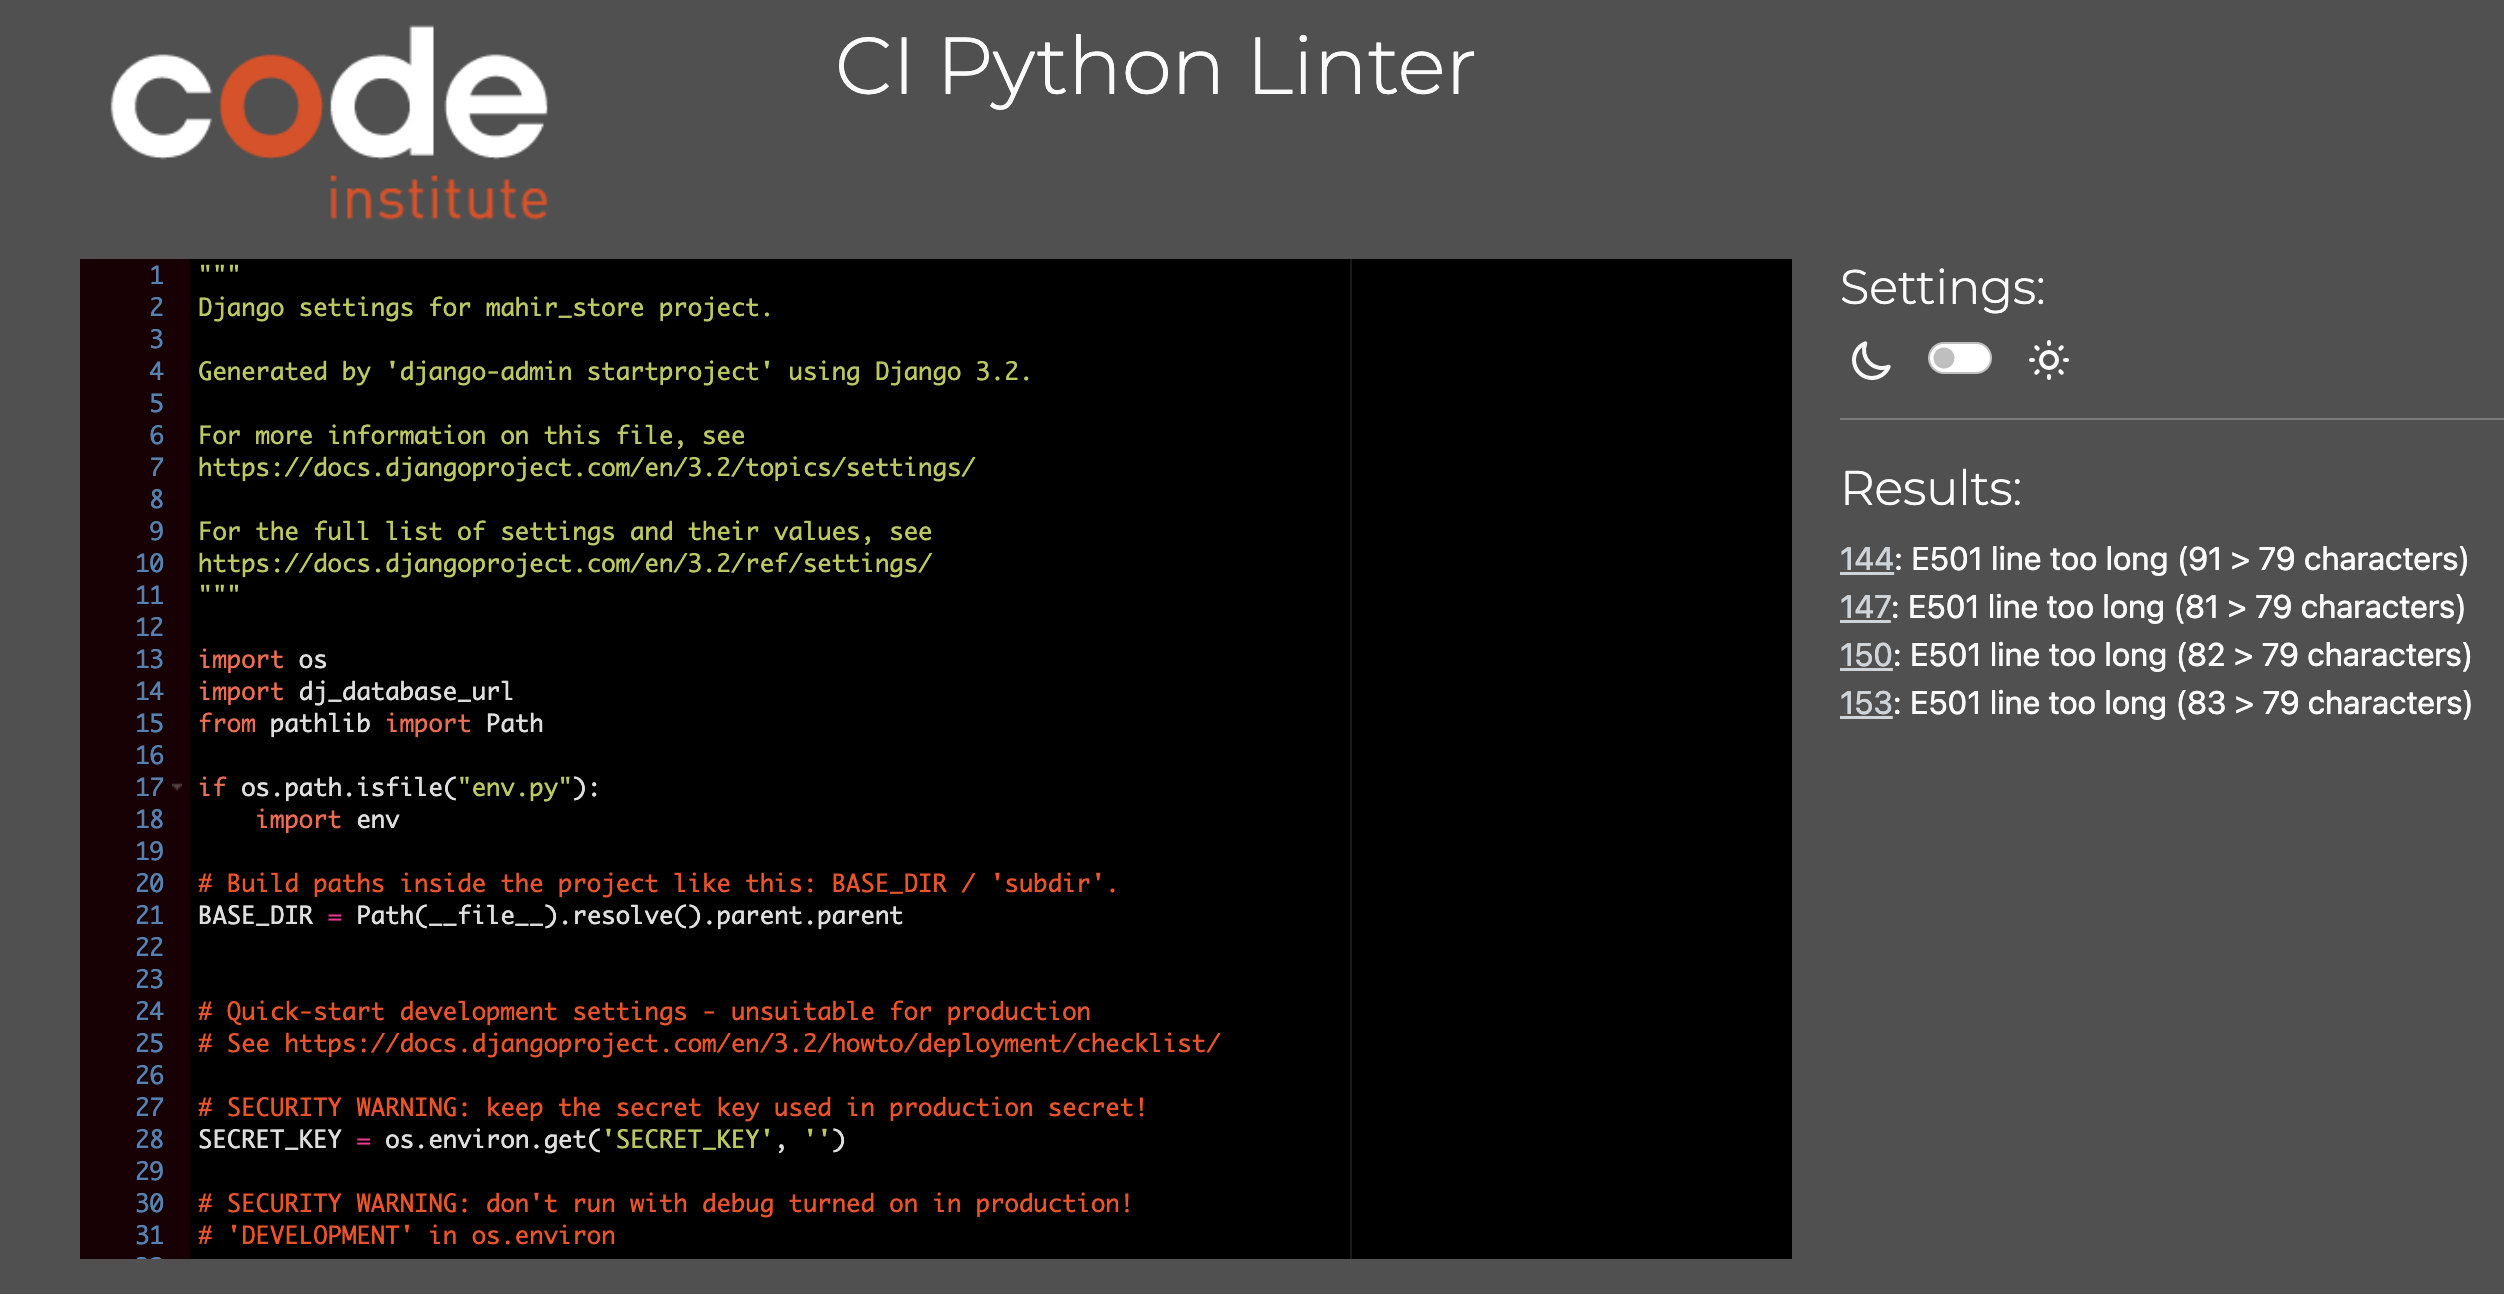 code
institute
CI Python Linter
1 """
2 Django settings for mahir_store project.
3
4 Generated by 'django-admin startproject' using Django 3.2.
5
6 For more information on this file, see
7 https://docs.djangoproject.com/en/3.2/topics/settings/
8
9 For the full list of settings and their values, see
10 https://docs.djangoproject.com/en/3.2/ref/settings/
11 """
12
13 import os
14 import dj_database_url
15 from pathlib import Path
16
17 if os.path.isfile("env.py"):
18     import env
19
20 # Build paths inside the project like this: BASE_DIR / 'subdir'.
21 BASE_DIR = Path(__file__).resolve().parent.parent
22
23
24 # Quick-start development settings - unsuitable for production
25 # See https://docs.djangoproject.com/en/3.2/howto/deployment/checklist/
26
27 # SECURITY WARNING: keep the secret key used in production secret!
28 SECRET_KEY = os.environ.get('SECRET_KEY', '')
29
30 # SECURITY WARNING: don't run with debug turned on in production!
31 # 'DEVELOPMENT' in os.environ
Settings:
Results:
144: E501 line too long (91 > 79 characters)
147: E501 line too long (81 > 79 characters)
150: E501 line too long (82 > 79 characters)
153: E501 line too long (83 > 79 characters)